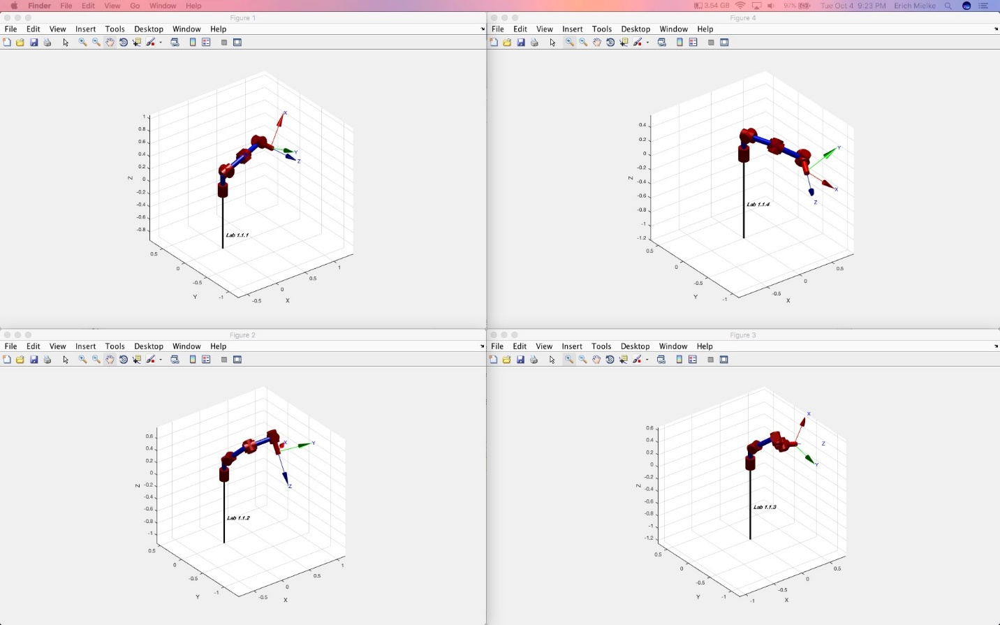 Finder File Edit View Go Window Help 3.54 GB 97% Tue Oct 4 9:23 PM Erich Mielke
Figure 1
File Edit View Insert Tools Desktop Window Help
1
0.8
0.6
0.4
0.2
0
-0.2
-0.4
-0.6
-0.8
Z
X
Y
Z
Lab 1.1.1
0.5
0
-0.5
-1
Y
-0.5
0
0.5
1
X
Figure 4
File Edit View Insert Tools Desktop Window Help
0.4
0.2
0
-0.2
-0.4
-0.6
-0.8
-1
-1.2
Z
Y
X
Z
Lab 1.1.4
0.5
0
-0.5
-1
Y
-0.5
0
0.5
X
Figure 2
File Edit View Insert Tools Desktop Window Help
0.6
0.4
0.2
0
-0.2
-0.4
-0.6
-0.8
-1
Z
X
Y
Z
Lab 1.1.2
0.5
0
-0.5
-1
Y
-0.5
0
0.5
1
X
Figure 3
File Edit View Insert Tools Desktop Window Help
0.6
0.4
0.2
0
-0.2
-0.4
-0.6
-0.8
-1
-1.2
Z
X
Z
Y
Lab 1.1.3
0.5
0
-0.5
-1
Y
-1
-0.5
0
0.5
X